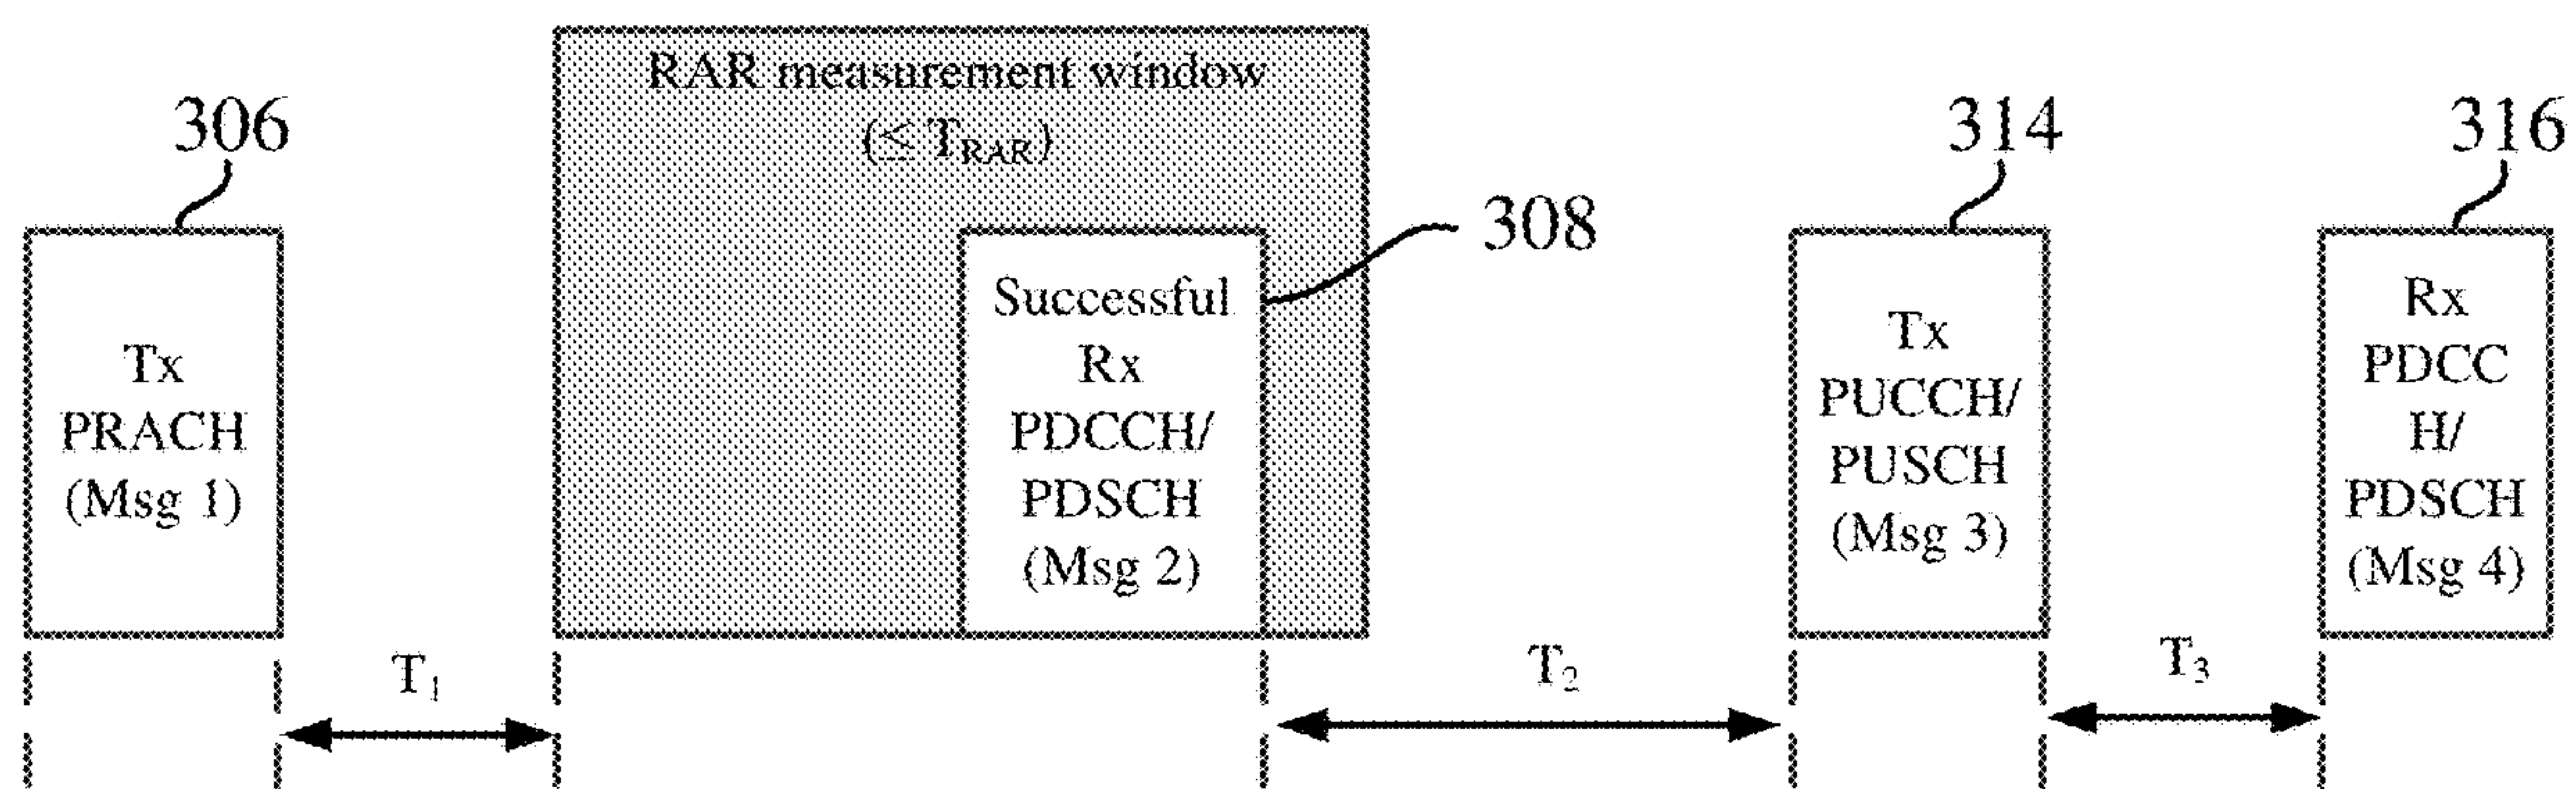 306
Tx
PRACH
(Msg 1)
T1
RAR measurement window
(≤ TRAR)
Successful
Rx
PDCCH/
PDSCH
(Msg 2)
308
T2
314
Tx
PUCCH/
PUSCH
(Msg 3)
T3
316
Rx
PDCC
H/
PDSCH
(Msg 4)